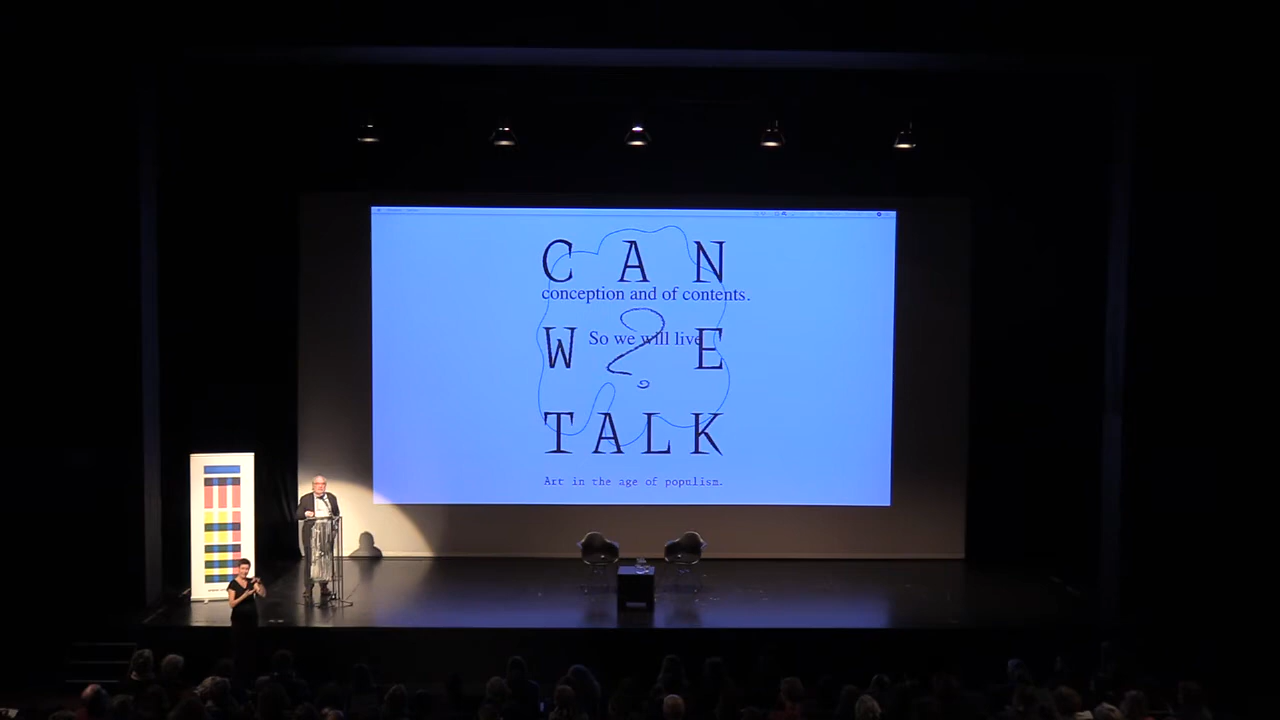 CAN
conception and of contents.
So we will live
W ? E
TALK
Art in the age of populism.